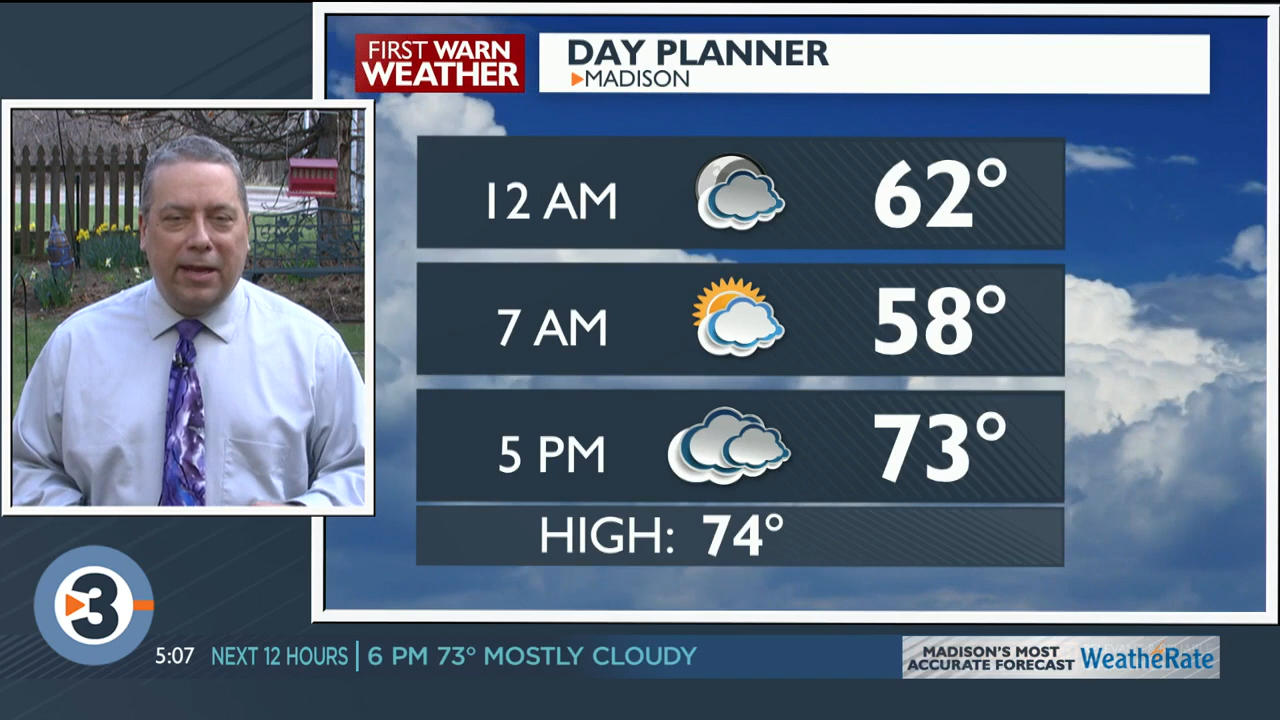 FIRST WARN
WEATHER
DAY PLANNER
MADISON
12 AM 62°
7 AM 58°
5 PM 73°
HIGH: 74°
3
5:07 NEXT 12 HOURS | 6 PM 73° MOSTLY CLOUDY
MADISON'S MOST
ACCURATE FORECAST
WeatheRate